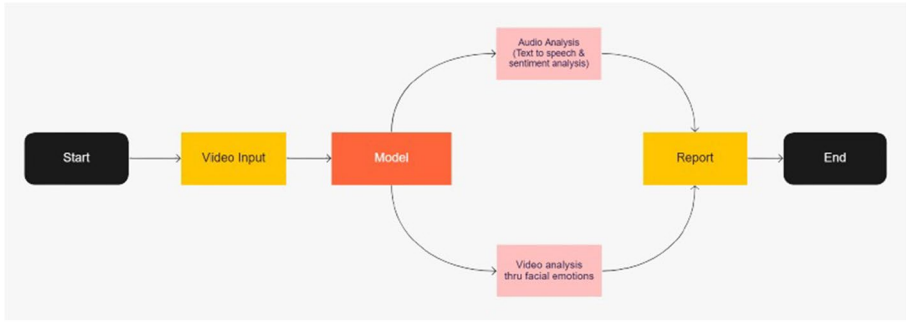 Start
Video Input
Model
Audio Analysis
(Text to speech &
sentiment analysis)
Video analysis
thru facial emotions
Report
End